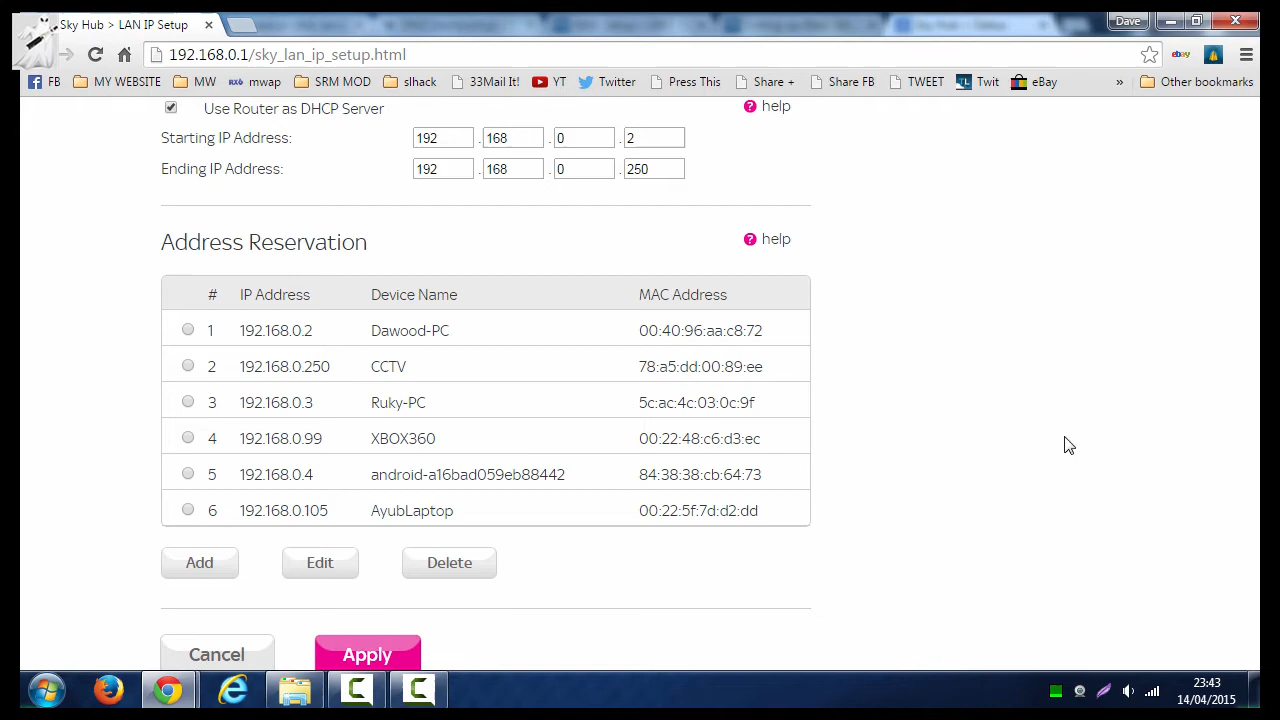 Sky Hub > LAN IP Setup ×
Dave
192.168.0.1/sky_lan_ip_setup.html
ebay
FB MY WEBSITE MW mwap SRM MOD slhack 33Mail It! YT Twitter Press This Share + Share FB TWEET TL Twit eBay » Other bookmarks
Use Router as DHCP Server ? help
Starting IP Address: 192 . 168 . 0 . 2
Ending IP Address: 192 . 168 . 0 . 250
Address Reservation ? help
# IP Address Device Name MAC Address
1 192.168.0.2 Dawood-PC 00:40:96:aa:c8:72
2 192.168.0.250 CCTV 78:a5:dd:00:89:ee
3 192.168.0.3 Ruky-PC 5c:ac:4c:03:0c:9f
4 192.168.0.99 XBOX360 00:22:48:c6:d3:ec
5 192.168.0.4 android-a16bad059eb88442 84:38:38:cb:64:73
6 192.168.0.105 AyubLaptop 00:22:5f:7d:d2:dd
Add Edit Delete
Cancel Apply
23:43
14/04/2015